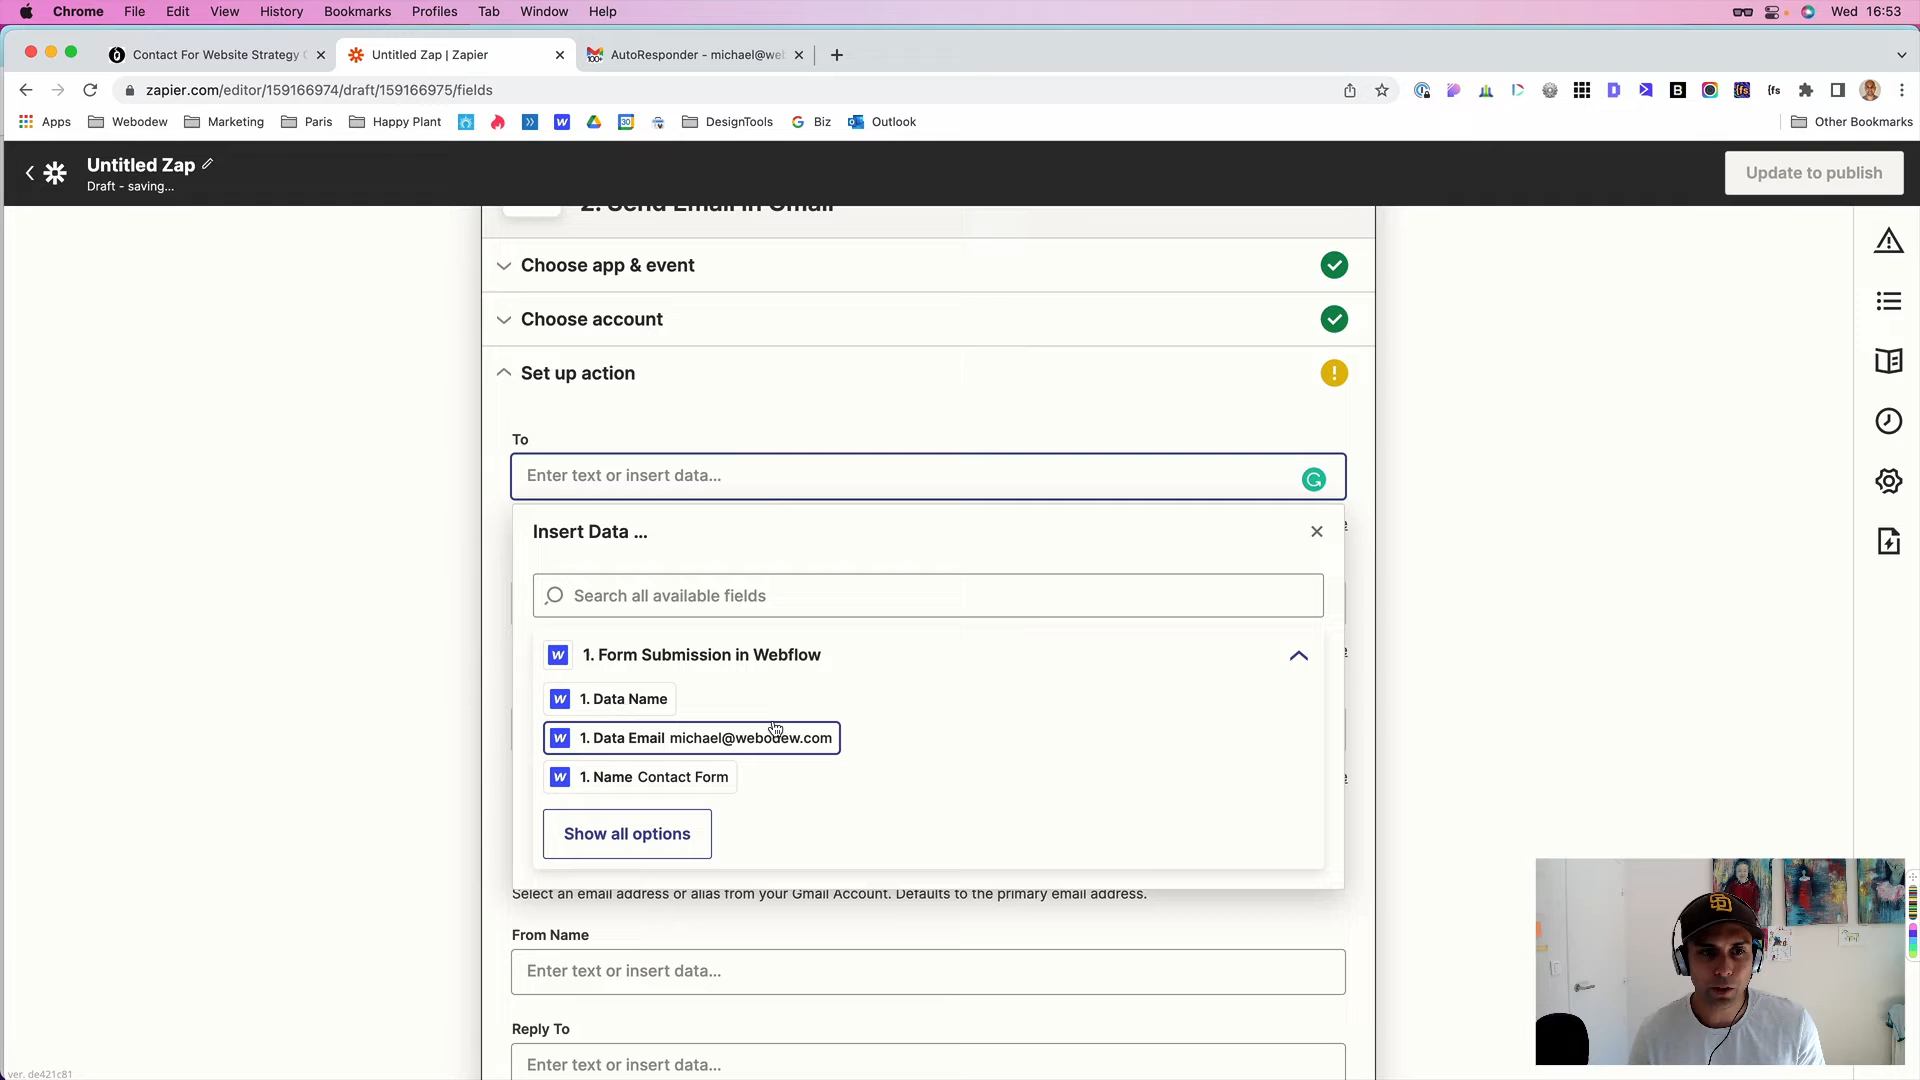 Chrome File Edit View History Bookmarks Profiles Tab Window Help Wed 16:53
Contact For Website Strategy Untitled Zap | Zapier AutoResponder - michael@we
zapier.com/editor/159166974/draft/159166975/fields
Apps Webodew Marketing Paris Happy Plant DesignTools Biz Outlook Other Bookmarks
Untitled Zap
Draft - saving...
Update to publish
2. Send Email in Gmail
Choose app & event
Choose account
Set up action
To
Enter text or insert data...
Insert Data ...
Search all available fields
1. Form Submission in Webflow
1. Data Name
1. Data Email michael@webodew.com
1. Name Contact Form
Show all options
Select an email address or alias from your Gmail Account. Defaults to the primary email address.
From Name
Enter text or insert data...
Reply To
Enter text or insert data...
ver. de421c81